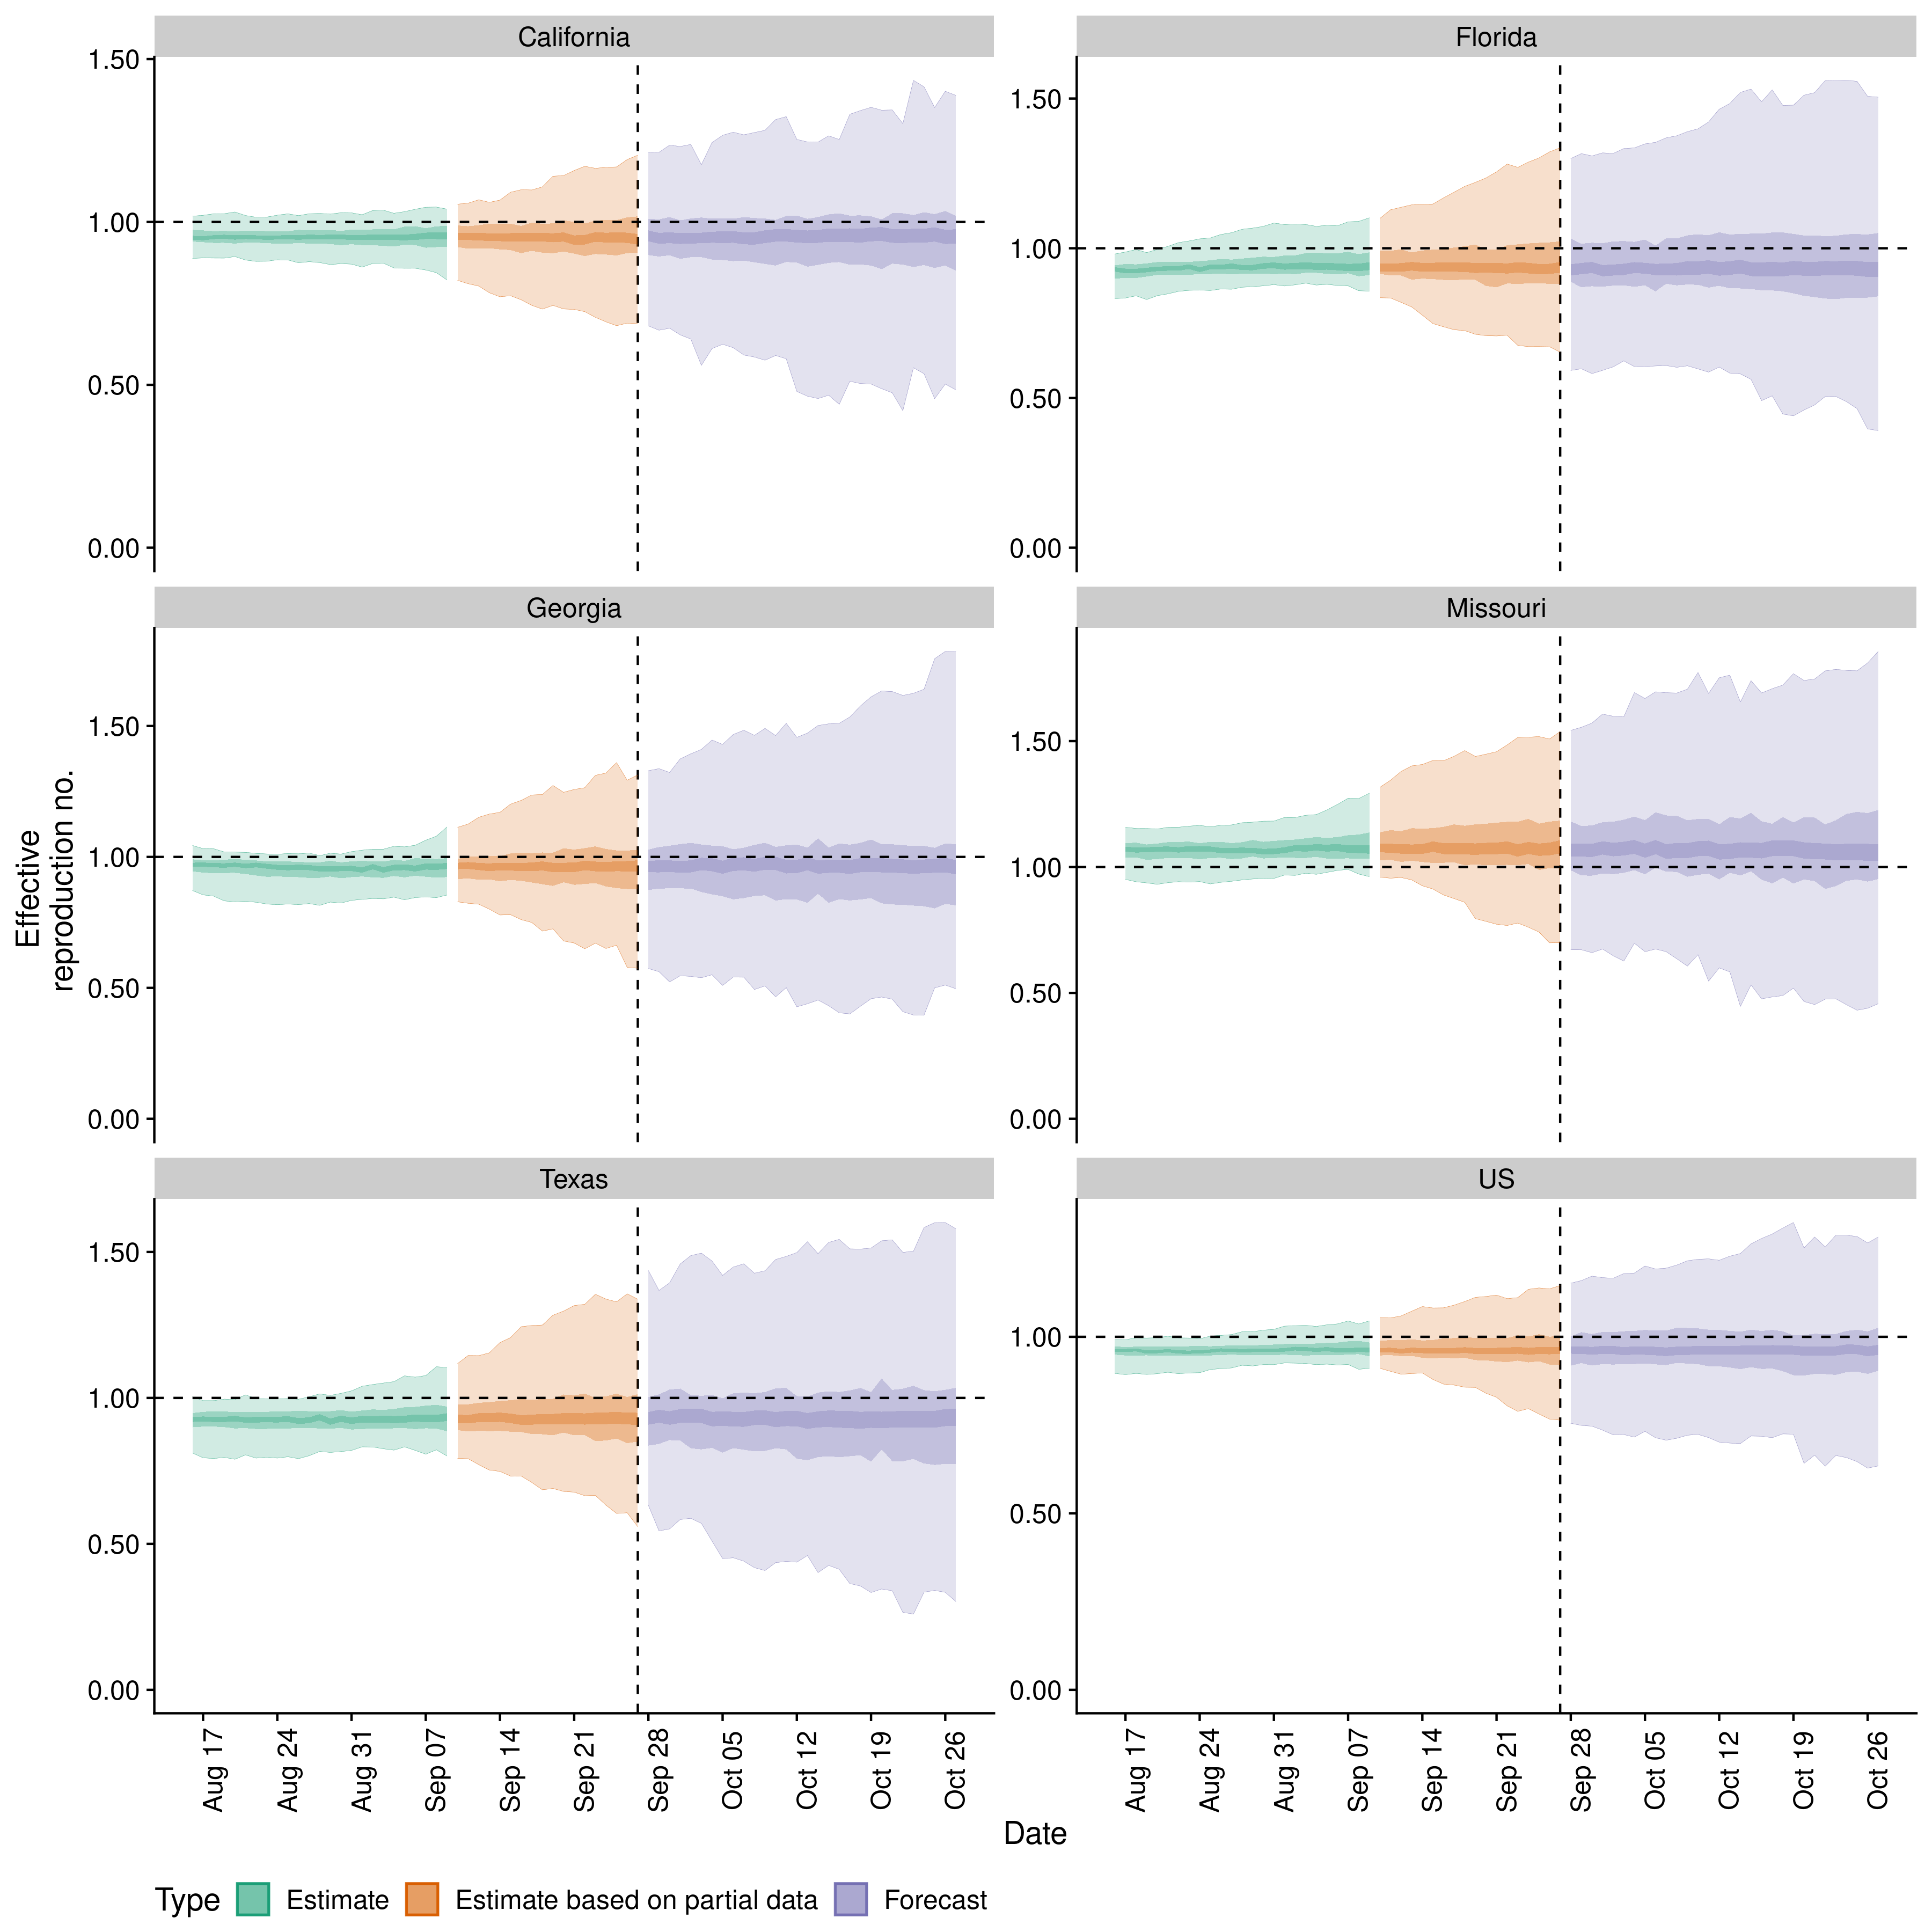 California
Florida
1.50
1.00
0.50
0.00
1.50
1.00
0.50
0.00
Georgia
Missouri
1.50
1.00
0.50
0.00
1.50
1.00
0.50
0.00
Texas
US
1.50
1.00
0.50
0.00
1.00
0.50
0.00
Effective
reproduction no.
Aug 17
Aug 24
Aug 31
Sep 07
Sep 14
Sep 21
Sep 28
Oct 05
Oct 12
Oct 19
Oct 26
Aug 17
Aug 24
Aug 31
Sep 07
Sep 14
Sep 21
Sep 28
Oct 05
Oct 12
Oct 19
Oct 26
Date
Type Estimate Estimate based on partial data Forecast